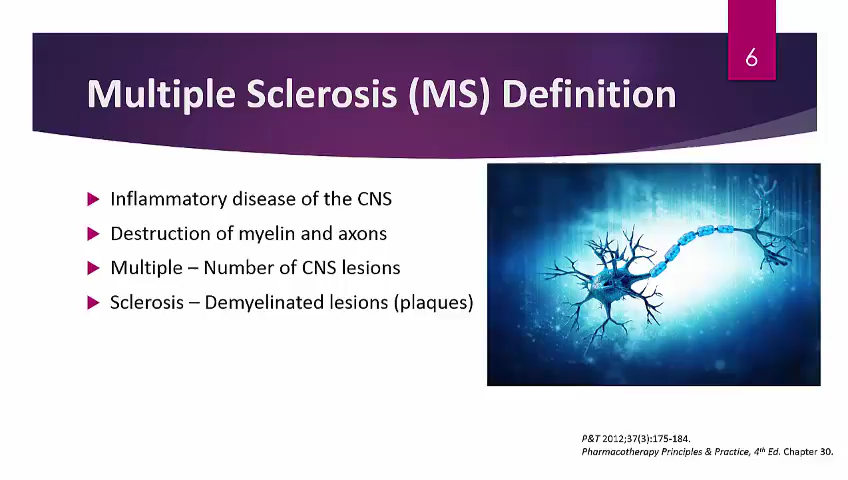 6
Multiple Sclerosis (MS) Definition
Inflammatory disease of the CNS
Destruction of myelin and axons
Multiple – Number of CNS lesions
Sclerosis – Demyelinated lesions (plaques)
P&T 2012;37(3):175-184.
Pharmacotherapy Principles & Practice, 4th Ed. Chapter 30.